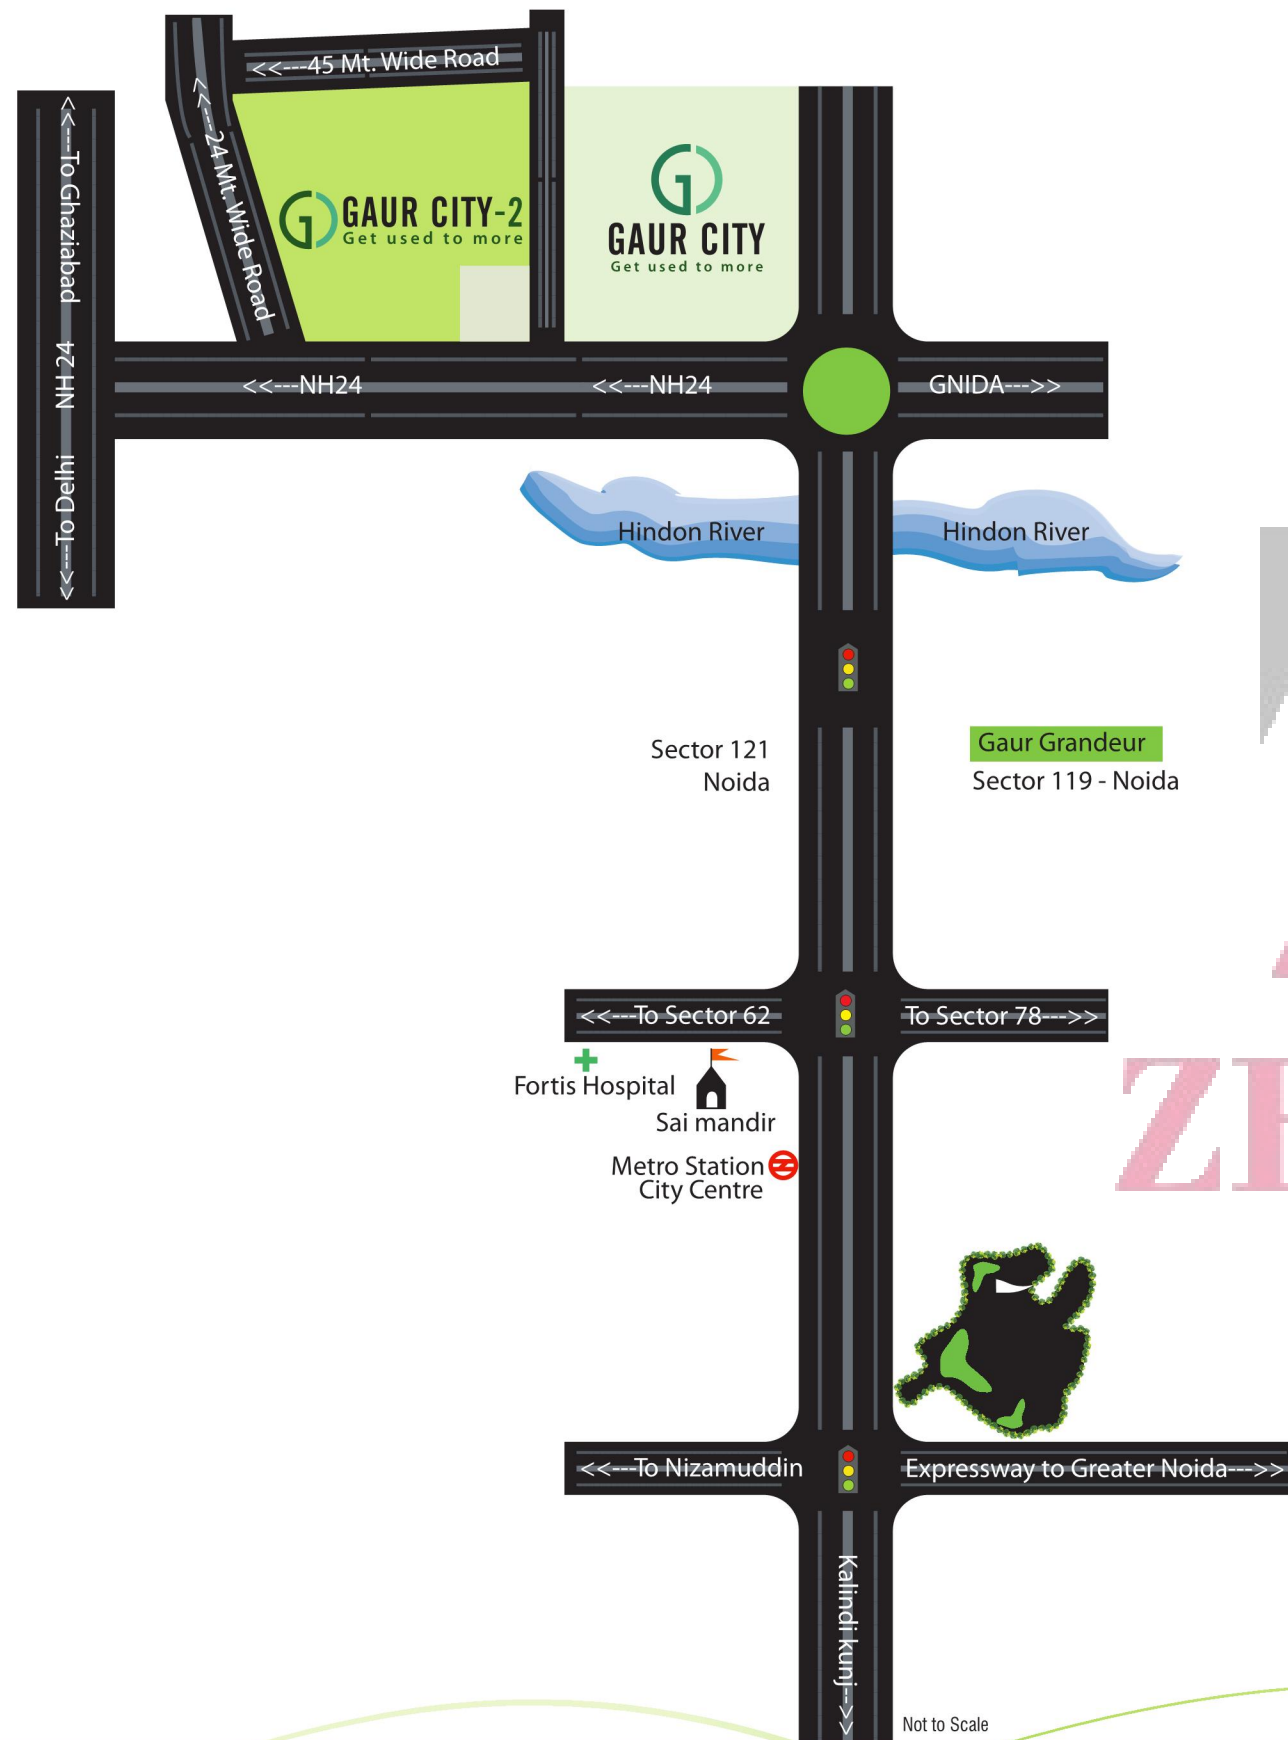 <<---45 Mt. Wide Road
<<---24 Mt. Wide Road
<<---To Ghaziabad
NH24
<<---To Delhi
GAUR CITY-2
Get used to more
GAUR CITY
Get used to more
<<---NH24
<<---NH24
GNIDA--->>
Hindon River
Hindon River
Sector 121
Noida
Gaur Grandeur
Sector 119 - Noida
<<---To Sector 62
To Sector 78--->>
Fortis Hospital
Sai mandir
Metro Station
City Centre
<<---To Nizamuddin
Expressway to Greater Noida--->>
Kalindi kunj-->>
Not to Scale